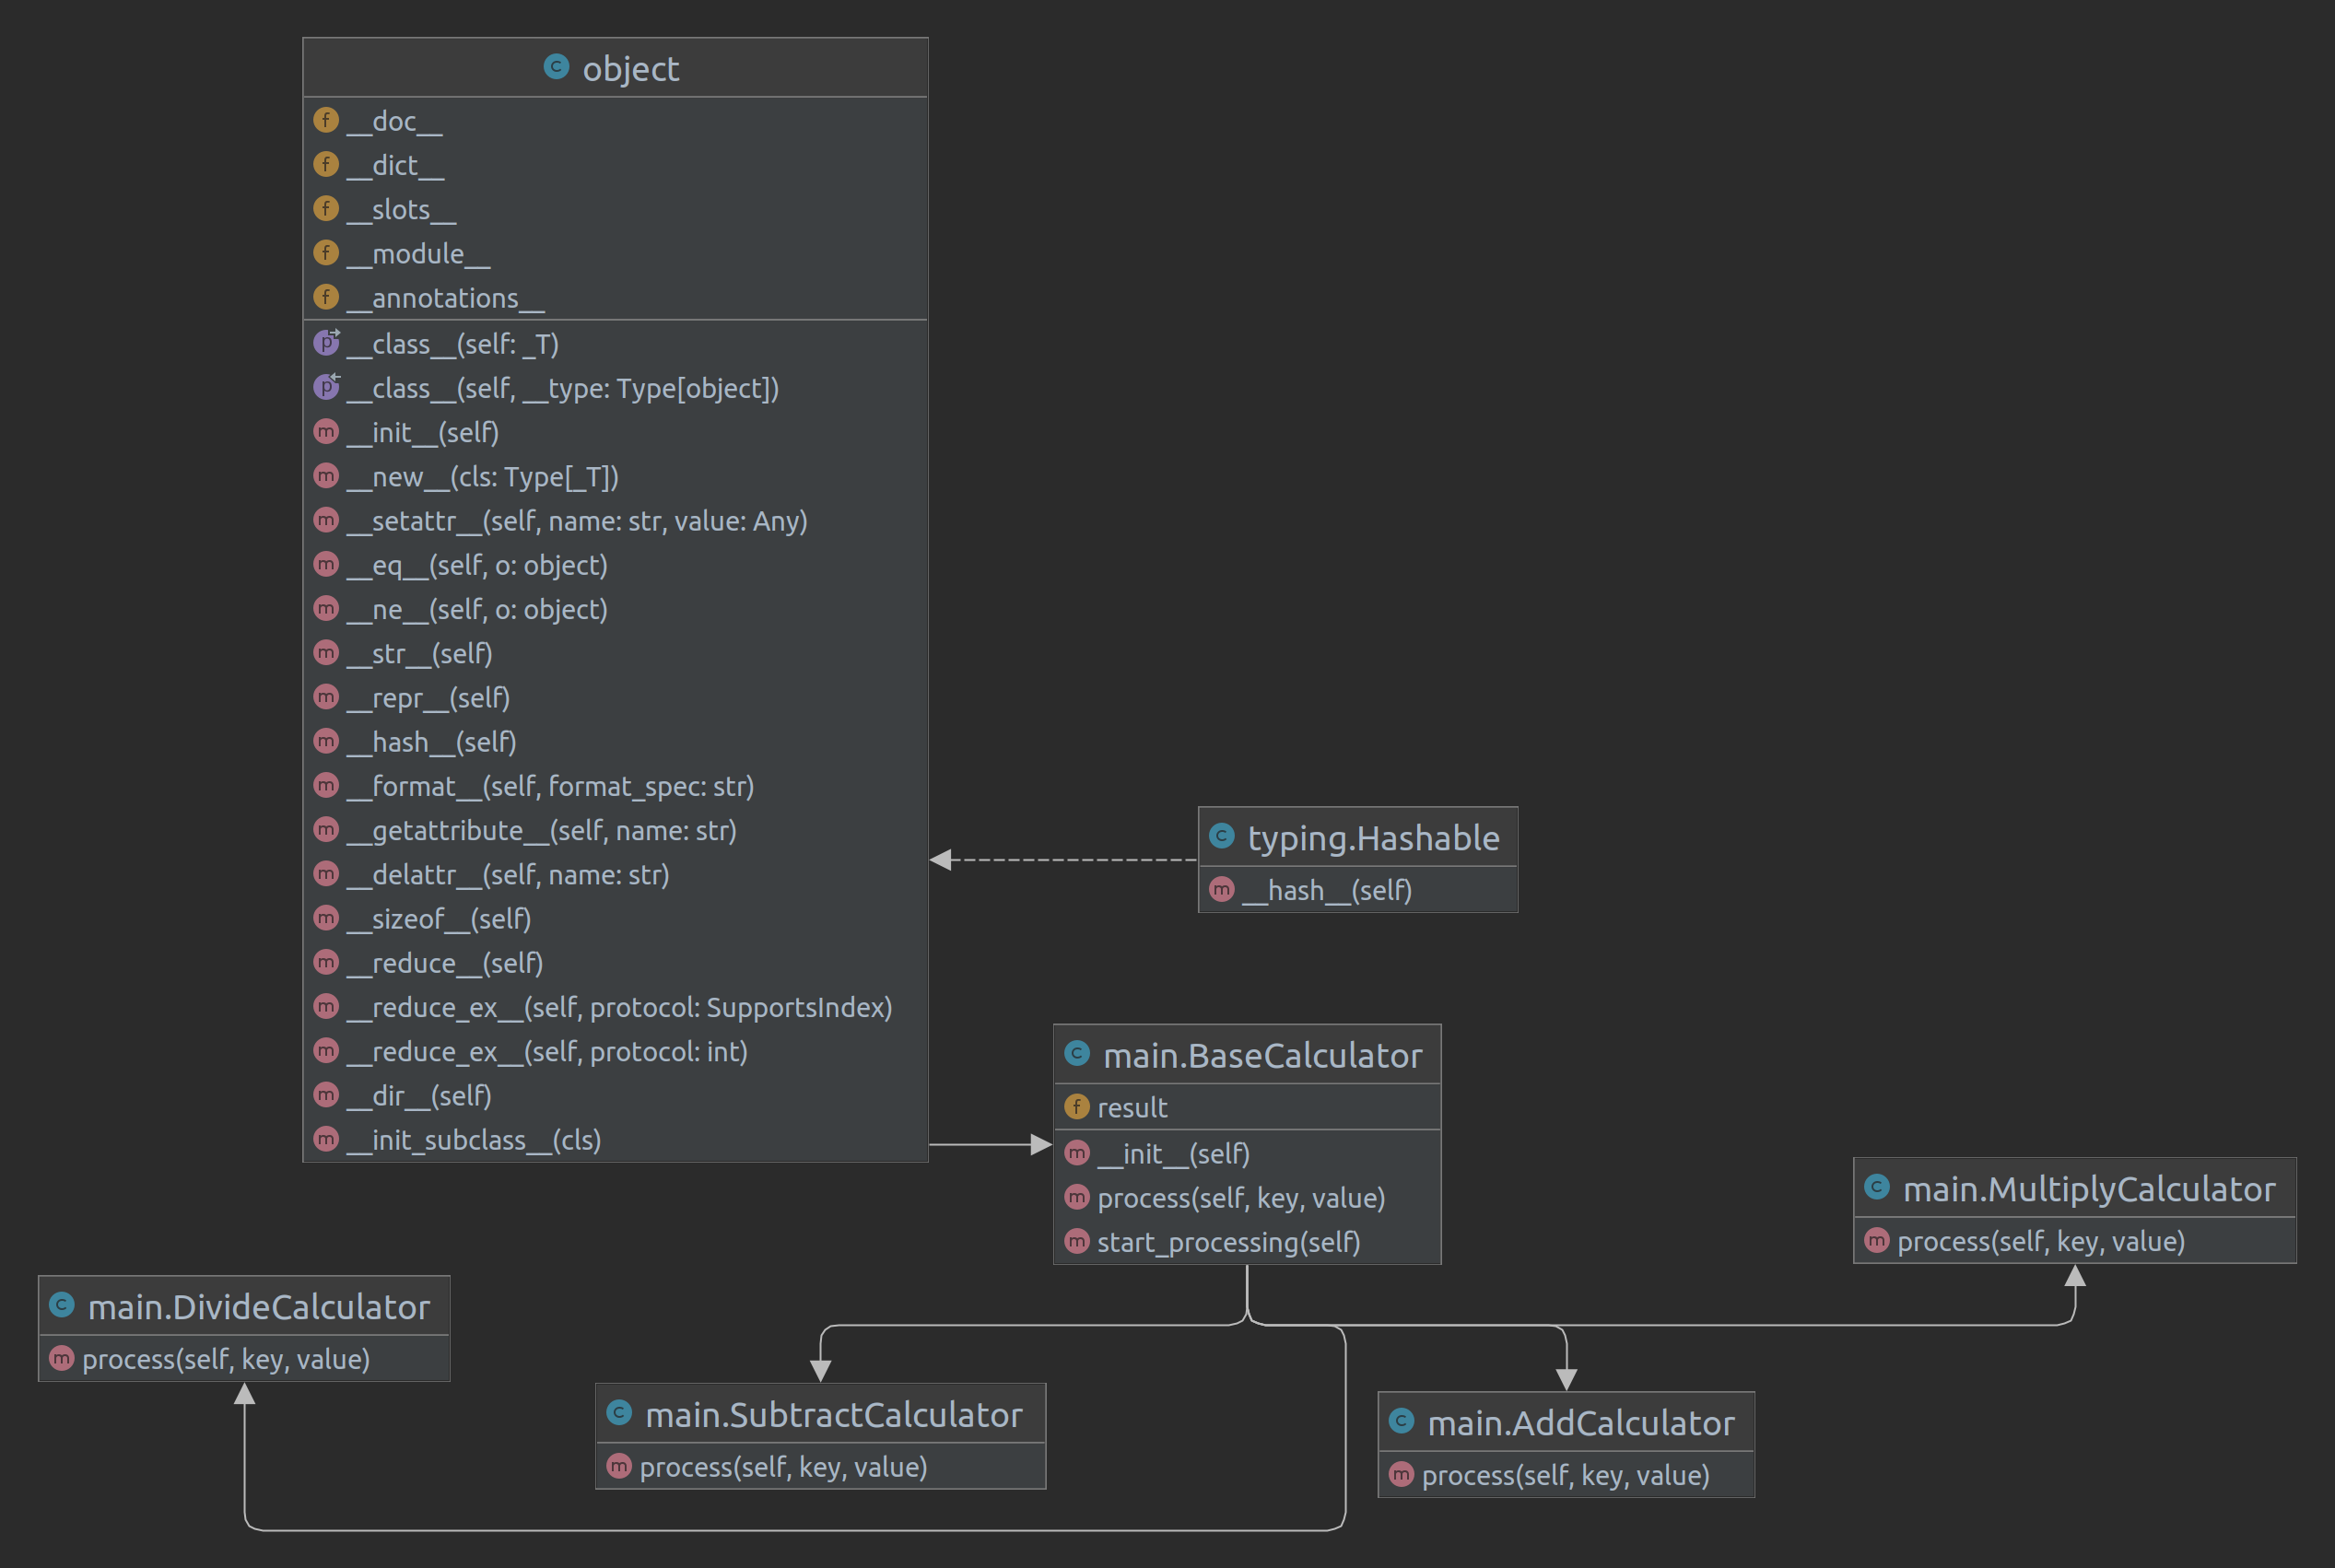 object
__doc__
__dict__
__slots__
__module__
__annotations__
__class__(self: _T)
__class__(self, __type: Type[object])
__init__(self)
__new__(cls: Type[_T])
__setattr__(self, name: str, value: Any)
__eq__(self, o: object)
__ne__(self, o: object)
__str__(self)
__repr__(self)
__hash__(self)
__format__(self, format_spec: str)
__getattribute__(self, name: str)
__delattr__(self, name: str)
__sizeof__(self)
__reduce__(self)
__reduce_ex__(self, protocol: SupportsIndex)
__reduce_ex__(self, protocol: int)
__dir__(self)
__init_subclass__(cls)
typing.Hashable
__hash__(self)
main.BaseCalculator
result
__init__(self)
process(self, key, value)
start_processing(self)
main.MultiplyCalculator
process(self, key, value)
main.DivideCalculator
process(self, key, value)
main.SubtractCalculator
process(self, key, value)
main.AddCalculator
process(self, key, value)